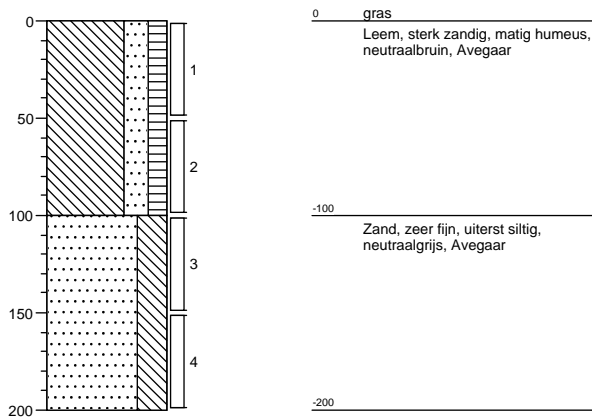 0
50
100
150
200
1
2
3
4
0 gras
Leem, sterk zandig, matig humeus,
neutraalbruin, Avegaar
-100
Zand, zeer fijn, uiterst siltig,
neutraalgrijs, Avegaar
-200